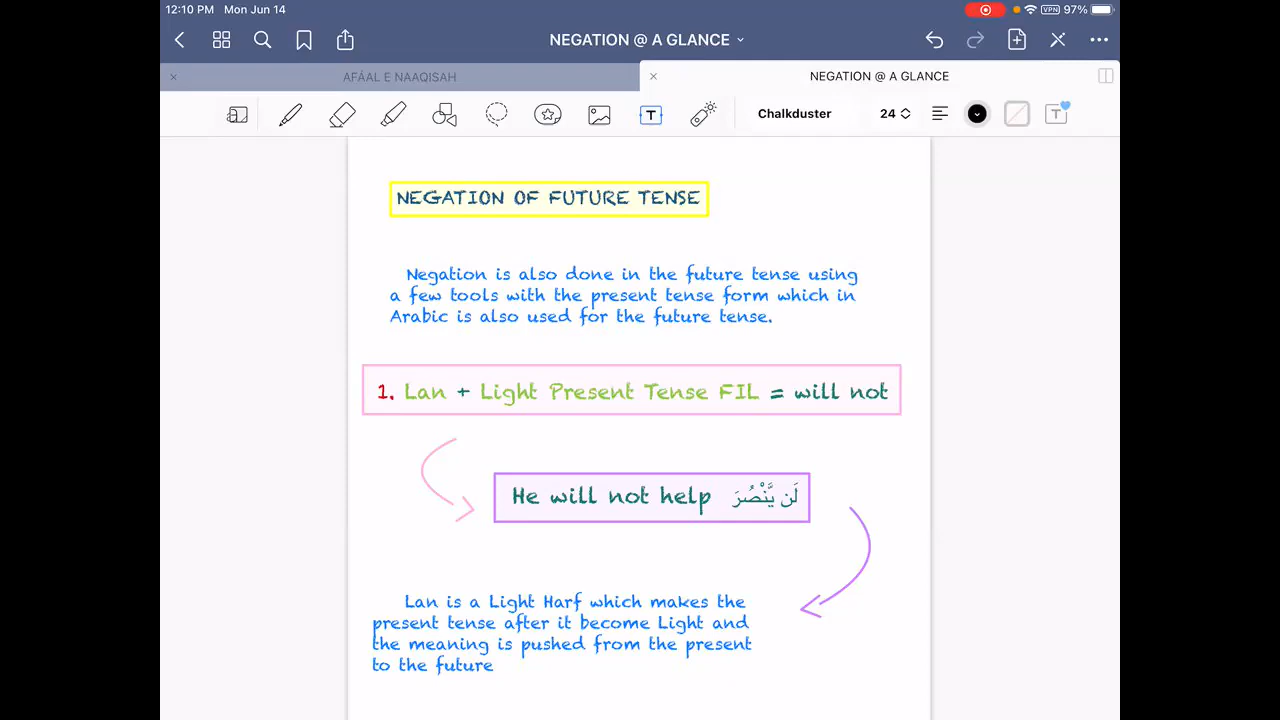 12:10 PM Mon Jun 14
VPN 97%
NEGATION @ A GLANCE
AFÁAL E NAAQISAH
NEGATION @ A GLANCE
T
Chalkduster
24
T
NEGATION OF FUTURE TENSE
Negation is also done in the future tense using
a few tools with the present tense form which in
Arabic is also used for the future tense.
1. Lan + Light Present Tense FIL = will not
He will not help لَن يَّنْصُرَ
Lan is a Light Harf which makes the
present tense after it become Light and
the meaning is pushed from the present
to the future